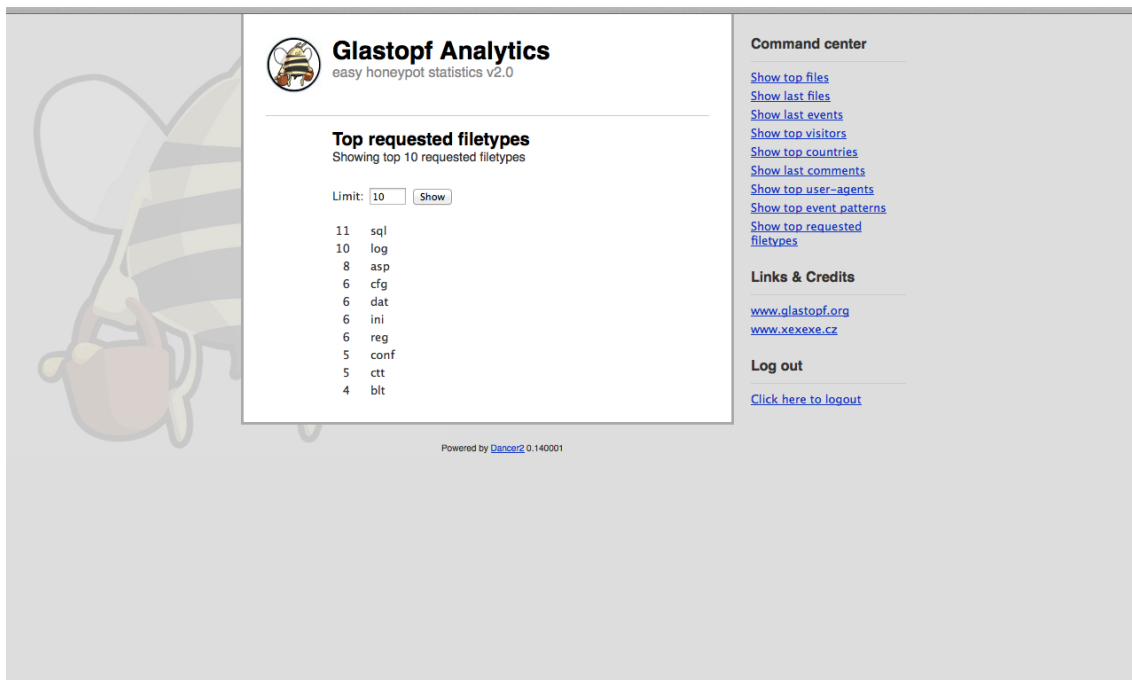 Glastopf Analytics
easy honeypot statistics v2.0
Top requested filetypes
Showing top 10 requested filetypes
Limit: 10 Show
11 sql
10 log
8 asp
6 cfg
6 dat
6 ini
6 reg
5 conf
5 ctt
4 blt
Powered by Dancer2 0.140001
Command center
Show top files
Show last files
Show last events
Show top visitors
Show top countries
Show last comments
Show top user-agents
Show top event patterns
Show top requested
filetypes
Links & Credits
www.glastopf.org
www.xexexe.cz
Log out
Click here to logout